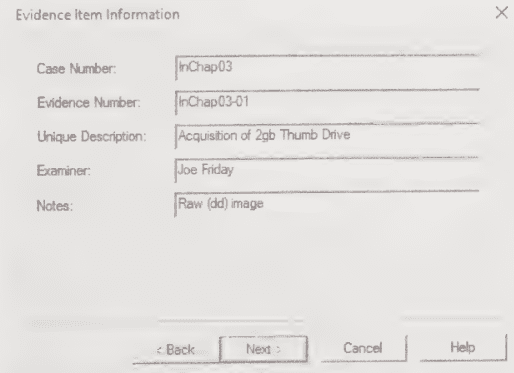 Evidence Item Information
Case Number: InChap03
Evidence Number: InChap03-01
Unique Description: Acquisition of 2gb Thumb Drive
Examiner: Joe Friday
Notes: Raw (dd) image
< Back Next > Cancel Help